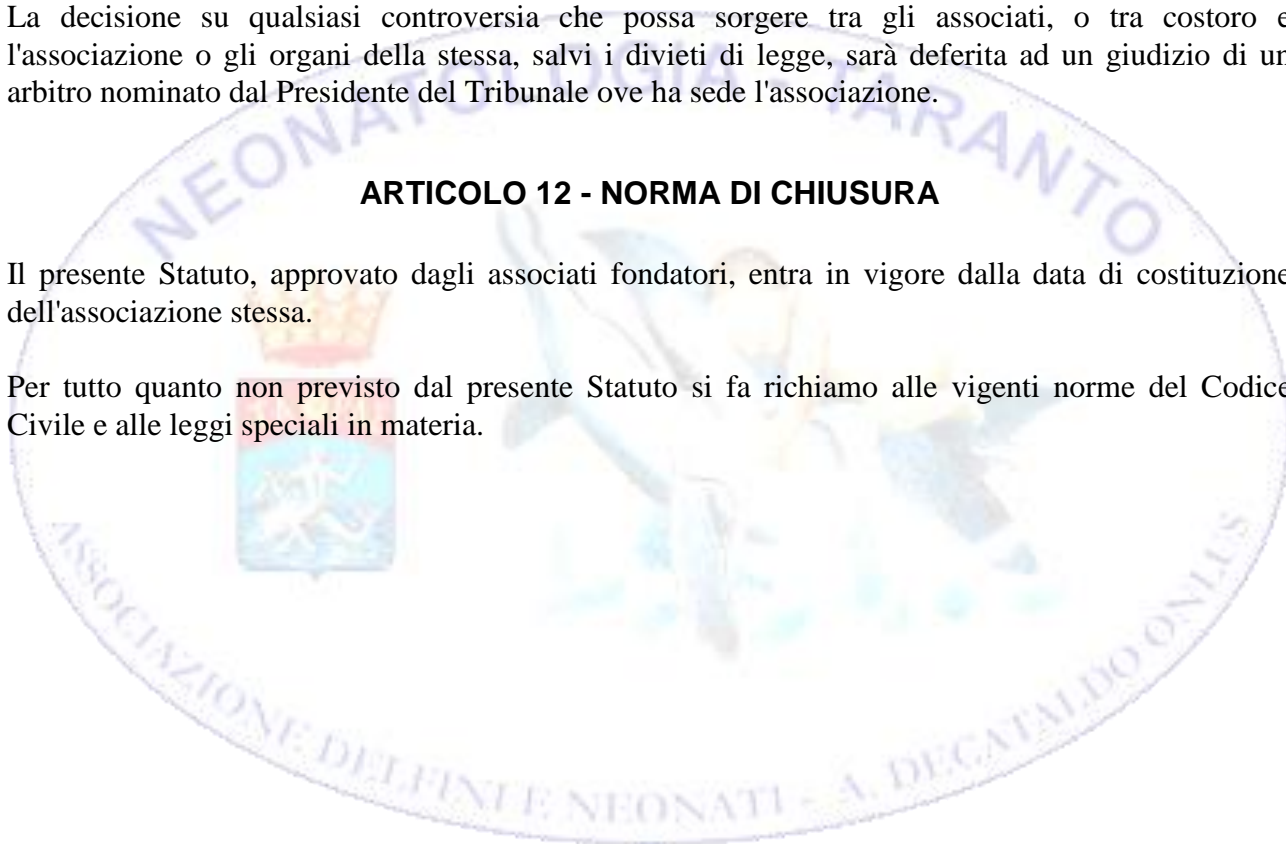 La decisione su qualsiasi controversia che possa sorgere tra gli associati, o tra costoro e
l'associazione o gli organi della stessa, salvi i divieti di legge, sarà deferita ad un giudizio di un
arbitro nominato dal Presidente del Tribunale ove ha sede l'associazione.
NEONATOLOGIA - TARANTO
ARTICOLO 12 - NORMA DI CHIUSURA
Il presente Statuto, approvato dagli associati fondatori, entra in vigore dalla data di costituzione
dell'associazione stessa.
Per tutto quanto non previsto dal presente Statuto si fa richiamo alle vigenti norme del Codice
Civile e alle leggi speciali in materia.
ASSOCIAZIONE DELFINI E NEONATI - A. DECATALDO ONLUS